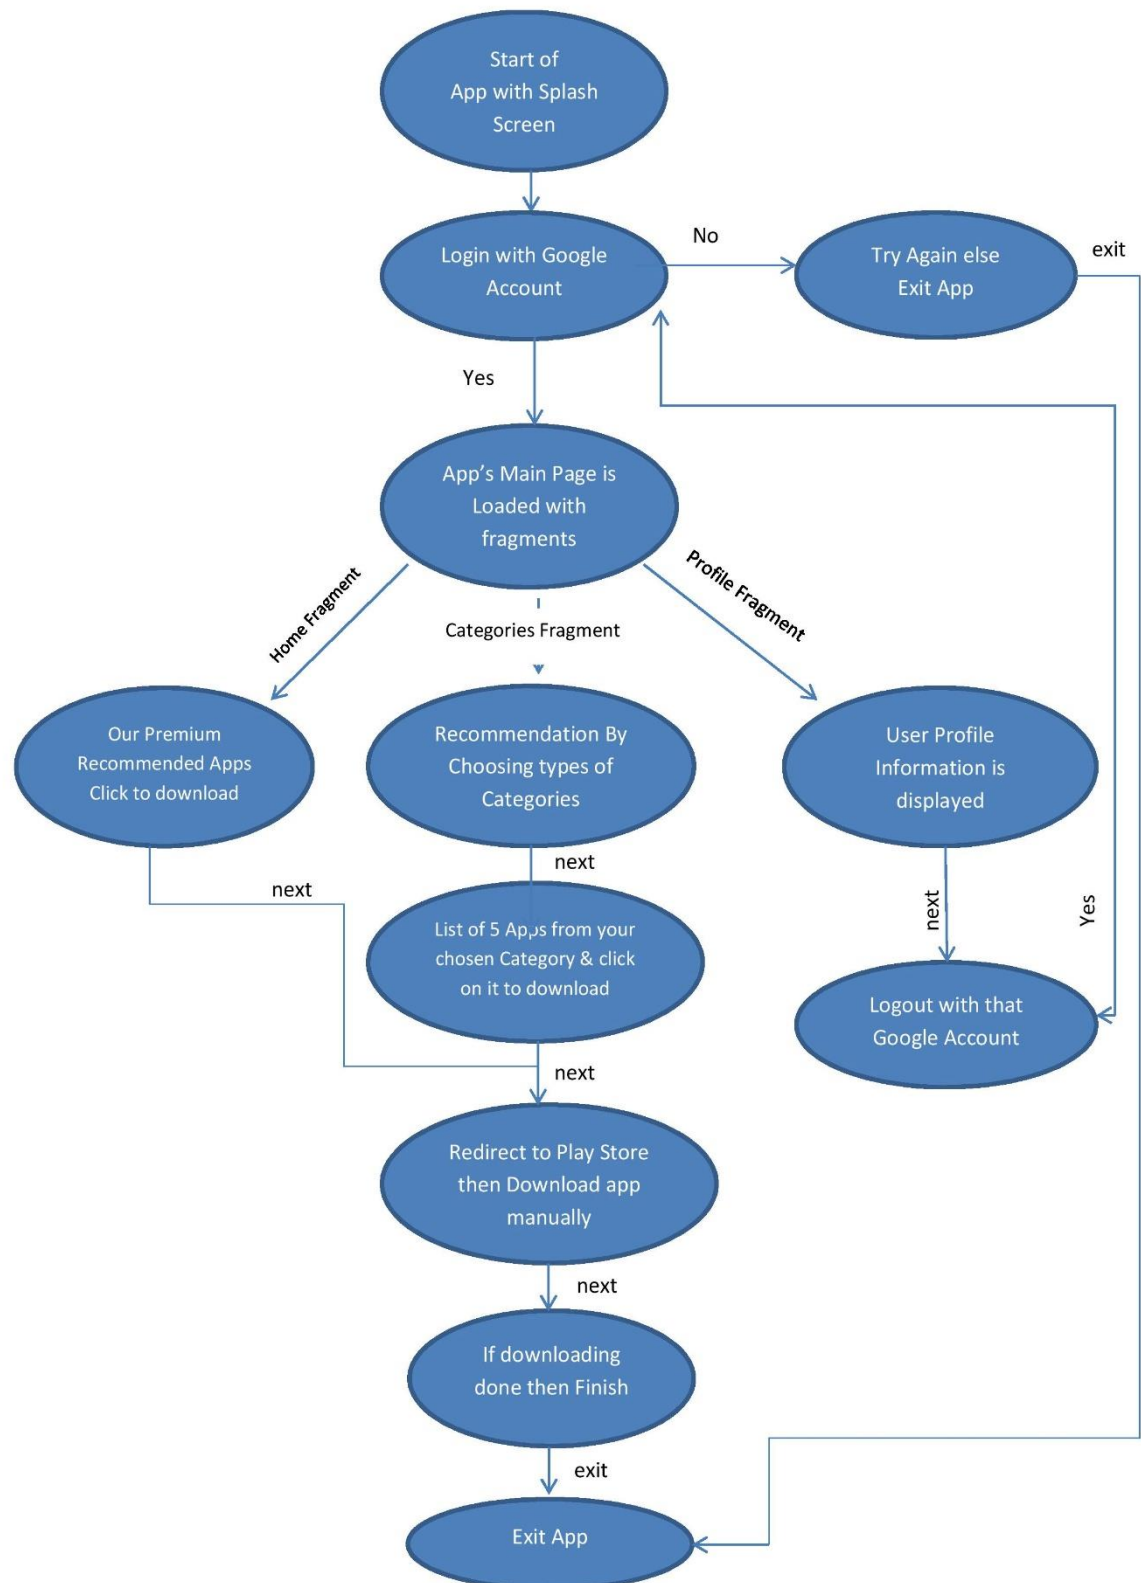 Start of
App with Splash
Screen
Login with Google
Account
No
Try Again else
Exit App
exit
Yes
App's Main Page is
Loaded with
fragments
Home Fragment
Categories Fragment
Profile Fragment
Our Premium
Recommended Apps
Click to download
Recommendation By
Choosing types of
Categories
User Profile
Information is
displayed
next
next
next
Yes
List of 5 Apps from your
chosen Category & click
on it to download
Logout with that
Google Account
next
Redirect to Play Store
then Download app
manually
next
If downloading
done then Finish
exit
Exit App